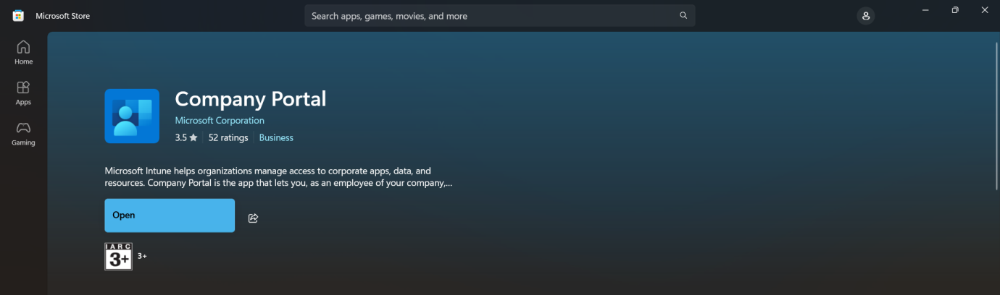 Microsoft Store
Search apps, games, movies, and more
Home
Apps
Gaming
Company Portal
Microsoft Corporation
3.5 ★ 52 ratings Business
Microsoft Intune helps organizations manage access to corporate apps, data, and
resources. Company Portal is the app that lets you, as an employee of your company,...
Open
IARC
3+
3+